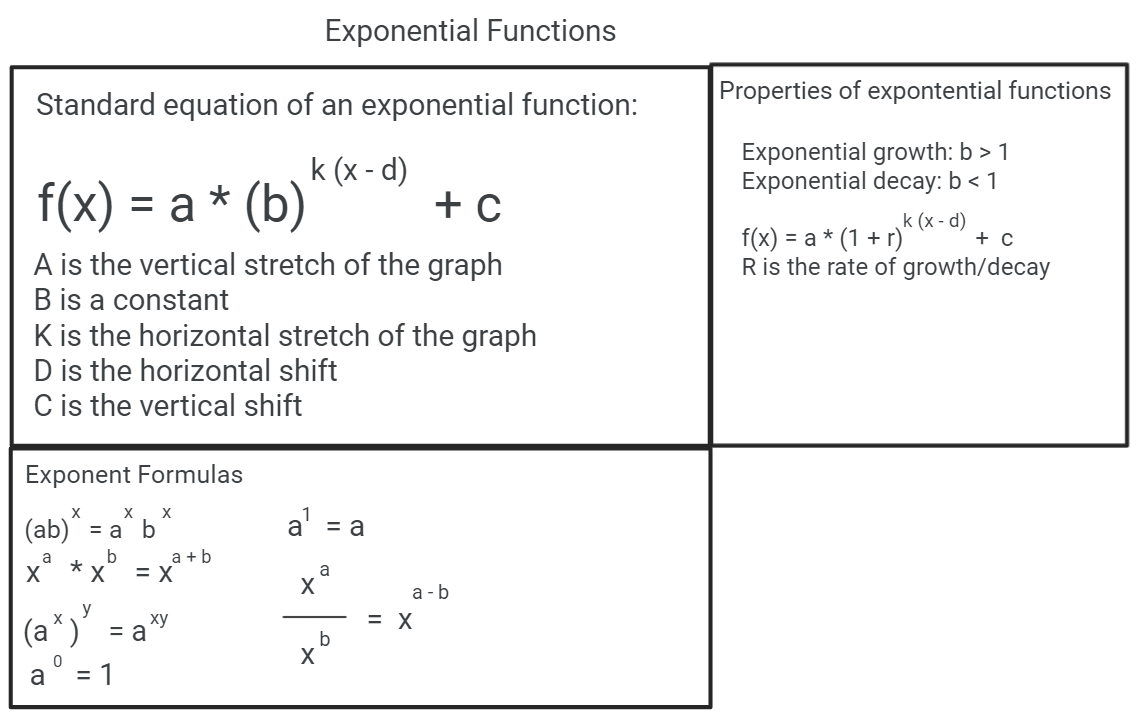 Exponential Functions
Standard equation of an exponential function:
f(x) = a * (b)^{k (x - d)} + c
A is the vertical stretch of the graph
B is a constant
K is the horizontal stretch of the graph
D is the horizontal shift
C is the vertical shift
Properties of expontential functions
Exponential growth: b > 1
Exponential decay: b < 1
f(x) = a * (1 + r)^{k (x - d)} + c
R is the rate of growth/decay
Exponent Formulas
(ab)^x = a^x b^x
x^a * x^b = x^{a + b}
(a^x)^y = a^{xy}
a^0 = 1
a^1 = a
x^a / x^b = x^{a - b}